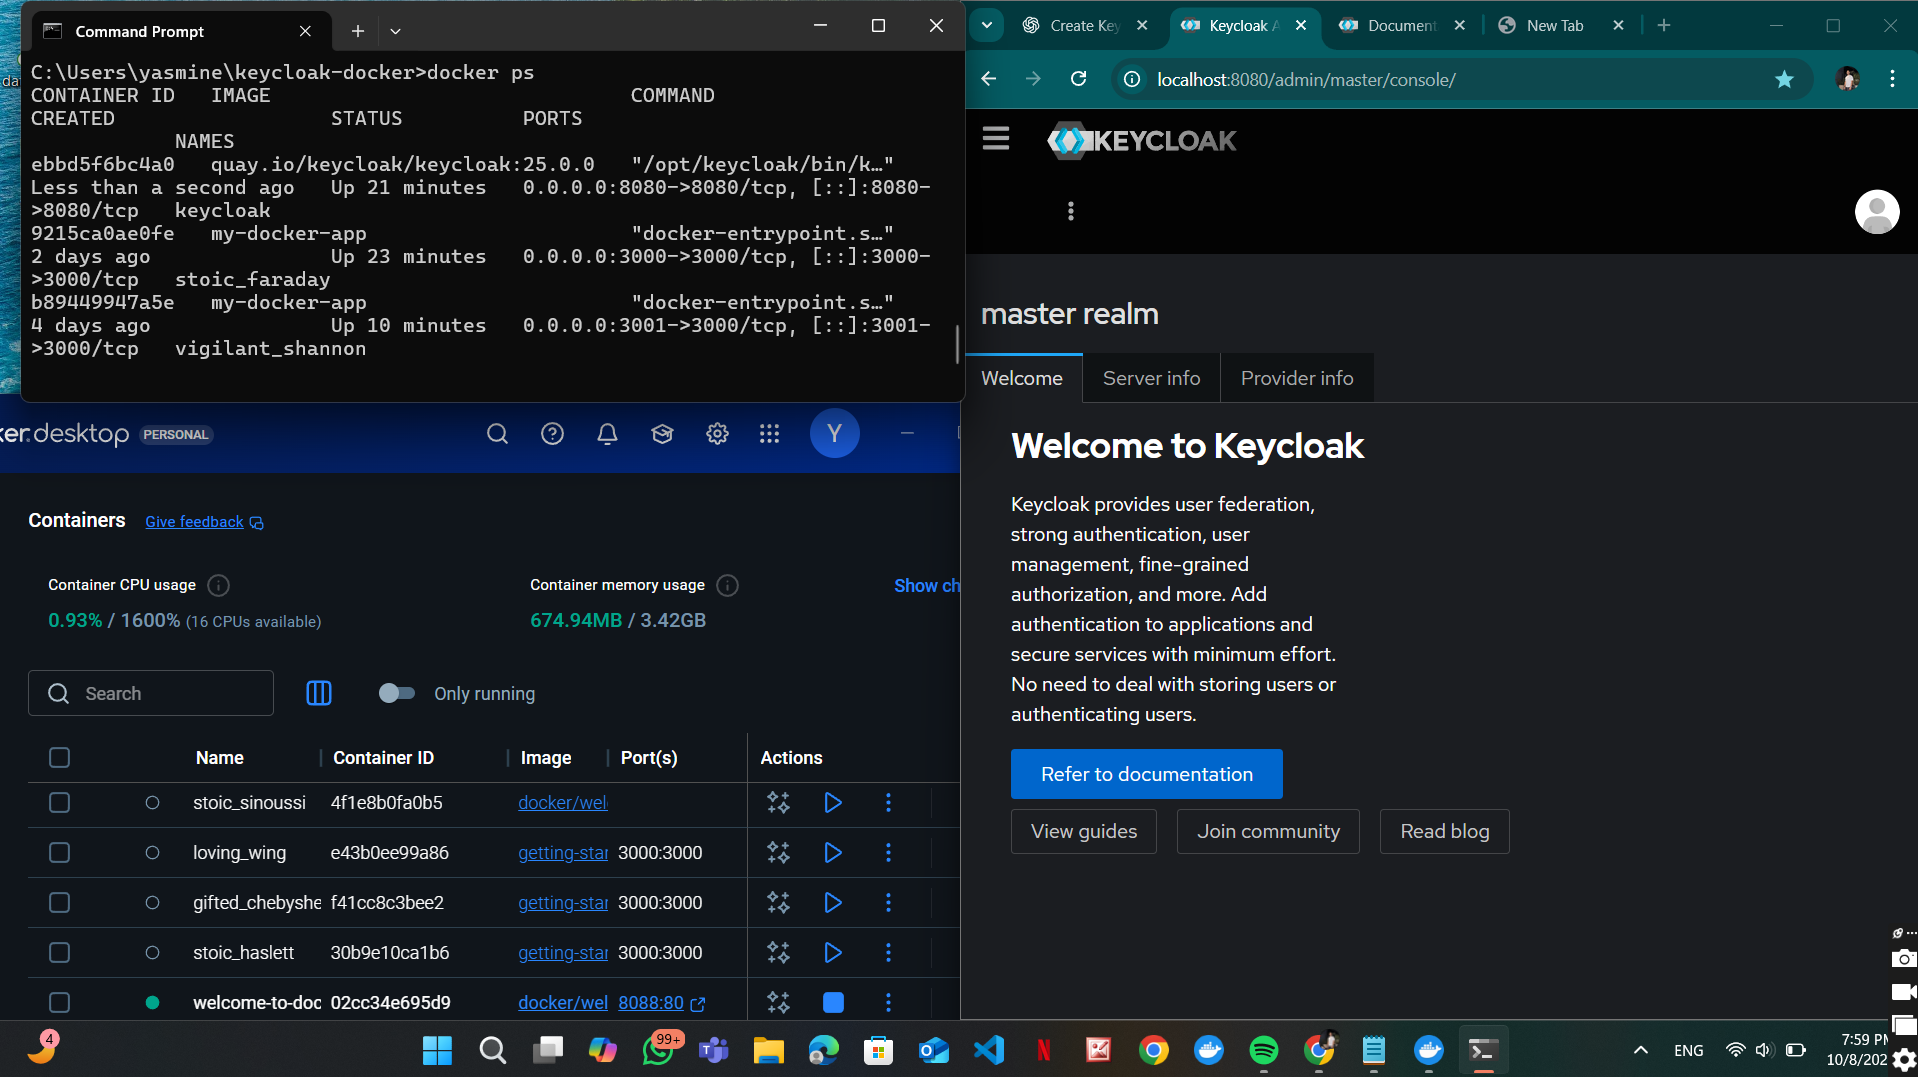 Command Prompt
C:\Users\yasmine\keycloak-docker>docker ps
CONTAINER ID   IMAGE                              COMMAND
CREATED                  STATUS          PORTS
            NAMES
ebbd5f6bc4a0   quay.io/keycloak/keycloak:25.0.0   "/opt/keycloak/bin/k…"
Less than a second ago   Up 21 minutes   0.0.0.0:8080->8080/tcp, [::]:8080-
>8080/tcp   keycloak
9215ca0ae0fe   my-docker-app                      "docker-entrypoint.s…"
2 days ago               Up 23 minutes   0.0.0.0:3000->3000/tcp, [::]:3000-
>3000/tcp   stoic_faraday
b89449947a5e   my-docker-app                      "docker-entrypoint.s…"
4 days ago               Up 10 minutes   0.0.0.0:3001->3000/tcp, [::]:3001-
>3000/tcp   vigilant_shannon
da
ker.desktop PERSONAL
Y
Containers Give feedback
Container CPU usage
0.93% / 1600% (16 CPUs available)
Container memory usage
674.94MB / 3.42GB
Show ch
Search
Only running
Name Container ID Image Port(s) Actions
stoic_sinoussi 4f1e8b0fa0b5 docker/wel
loving_wing e43b0ee99a86 getting-star 3000:3000
gifted_chebyshe f41cc8c3bee2 getting-star 3000:3000
stoic_haslett 30b9e10ca1b6 getting-star 3000:3000
welcome-to-doc 02cc34e695d9 docker/wel 8088:80
Create Key
Keycloak A
Document
New Tab
localhost:8080/admin/master/console/
KEYCLOAK
master realm
Welcome
Server info
Provider info
Welcome to Keycloak
Keycloak provides user federation,
strong authentication, user
management, fine-grained
authorization, and more. Add
authentication to applications and
secure services with minimum effort.
No need to deal with storing users or
authenticating users.
Refer to documentation
View guides
Join community
Read blog
4
99+
ENG
7:59 PM
10/8/202